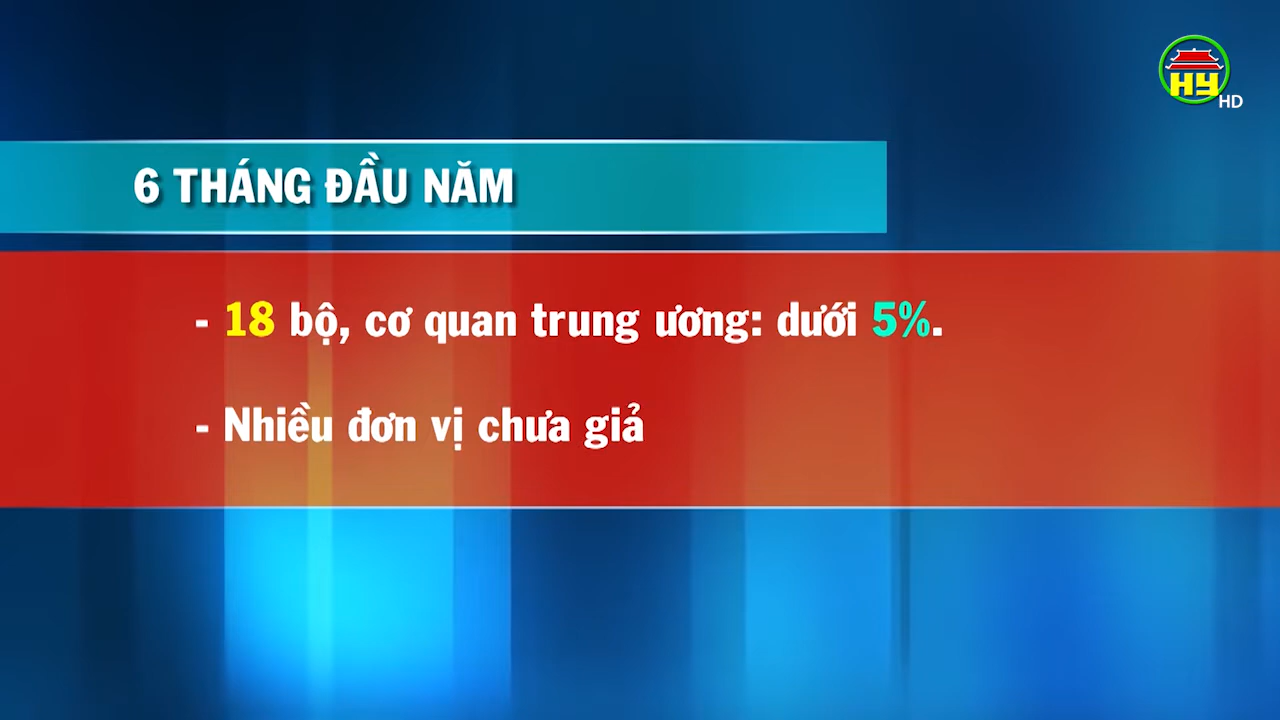 HY
HD
6 THÁNG ĐẦU NĂM
- 18 bộ, cơ quan trung ương: dưới 5%.
- Nhiều đơn vị chưa giả